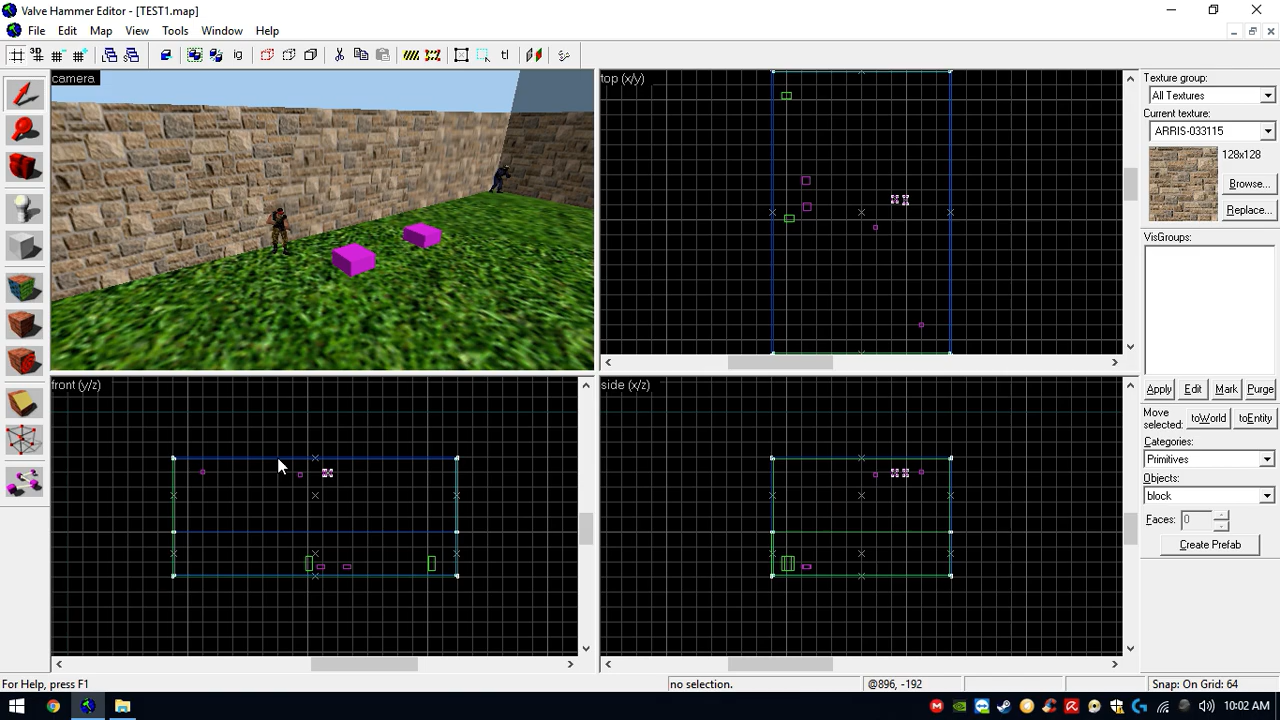 Valve Hammer Editor - [TEST1.map]
File Edit Map View Tools Window Help
3D
ig
tl
camera
top (x/y)
front (y/z)
side (x/z)
Texture group:
All Textures
Current texture:
ARRIS-033115
128x128
Browse...
Replace...
VisGroups:
Apply Edit Mark Purge
Move selected: toWorld toEntity
Categories:
Primitives
Objects:
block
Faces: 0
Create Prefab
For Help, press F1
no selection.
@896, -192
Snap: On Grid: 64
10:02 AM